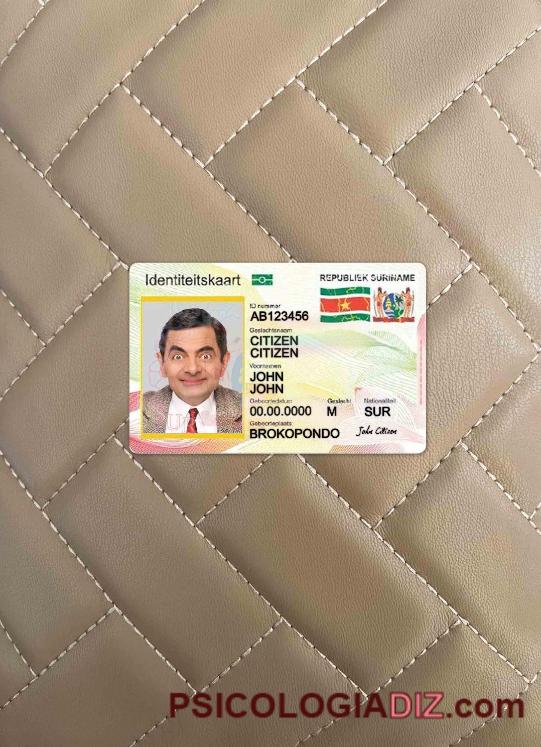 Identiteitskaart
REPUBLIEK SURINAME
ID nummer
AB123456
Geslachtsnaam
CITIZEN
CITIZEN
Voornamen
JOHN
JOHN
Geboortedatum Geslacht Nationaliteit
00.00.0000 M SUR
Geboorteplaats
BROKOPONDO
John Citizen
PSICOLOGIADIZ.com